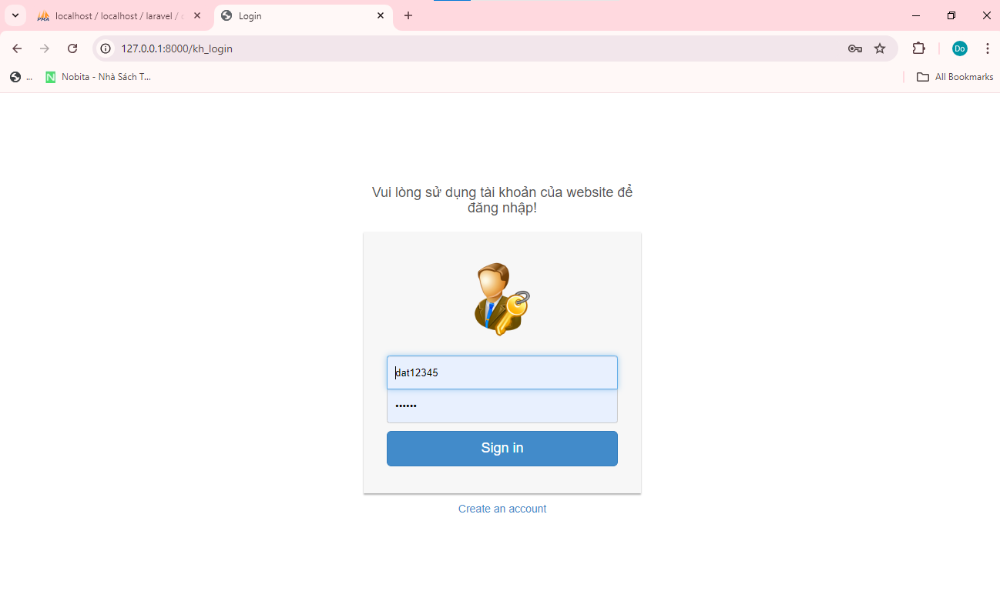 localhost / localhost / laravel / c
Login
127.0.0.1:8000/kh_login
Do
...
N
Nobita - Nhà Sách T...
All Bookmarks
Vui lòng sử dụng tài khoản của website để
đăng nhập!
dat12345
••••••
Sign in
Create an account